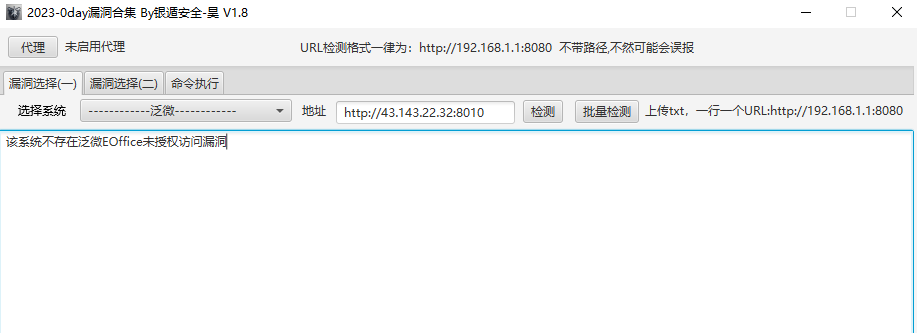 2023-0day漏洞合集 By银遁安全-昊 V1.8
代理 未启用代理 URL检测格式一律为：http://192.168.1.1:8080 不带路径,不然可能会误报
漏洞选择(一) 漏洞选择(二) 命令执行
选择系统 ------------泛微------------ 地址 http://43.143.22.32:8010 检测 批量检测 上传txt，一行一个URL:http://192.168.1.1:8080
该系统不存在泛微EOffice未授权访问漏洞